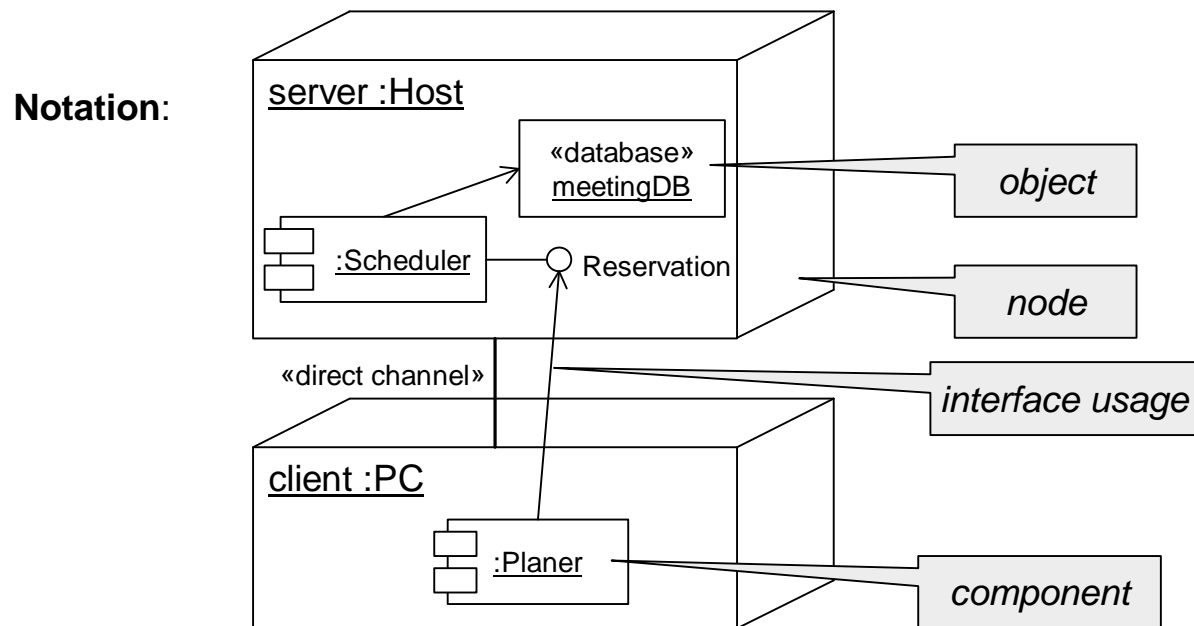 Notation:
server :Host
«database»
meetingDB
object
:Scheduler
Reservation
node
«direct channel»
interface usage
client :PC
:Planer
component